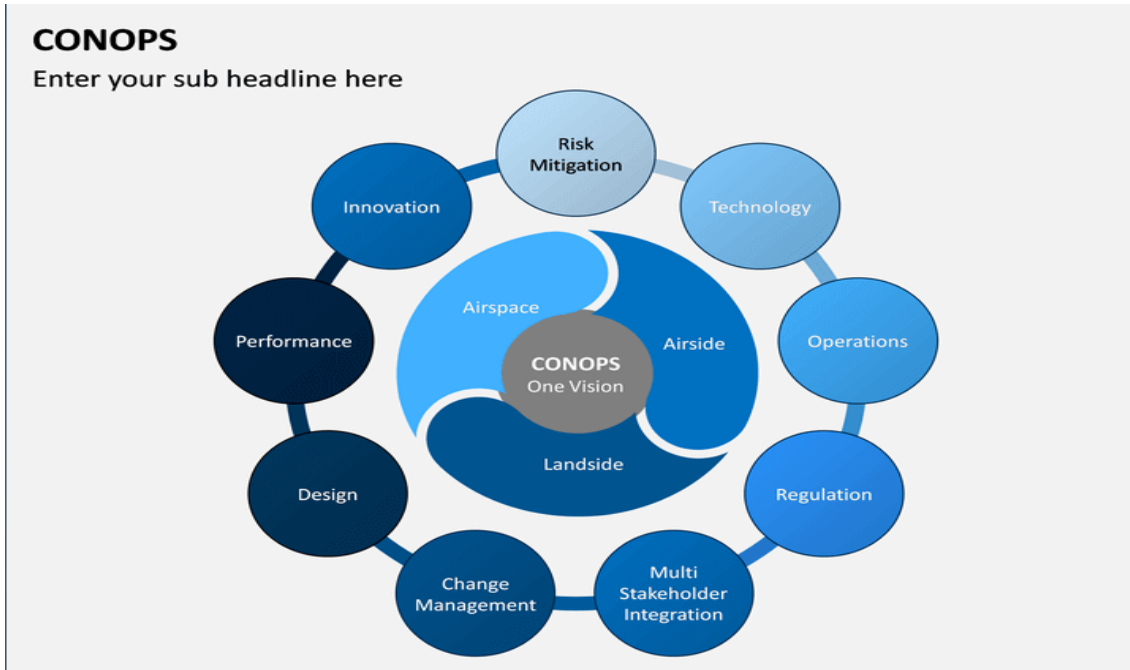 CONOPS
Enter your sub headline here
Risk
Mitigation
Innovation
Technology
Airspace
Performance
Airside
Operations
CONOPS
One Vision
Landside
Design
Regulation
Change
Management
Multi
Stakeholder
Integration